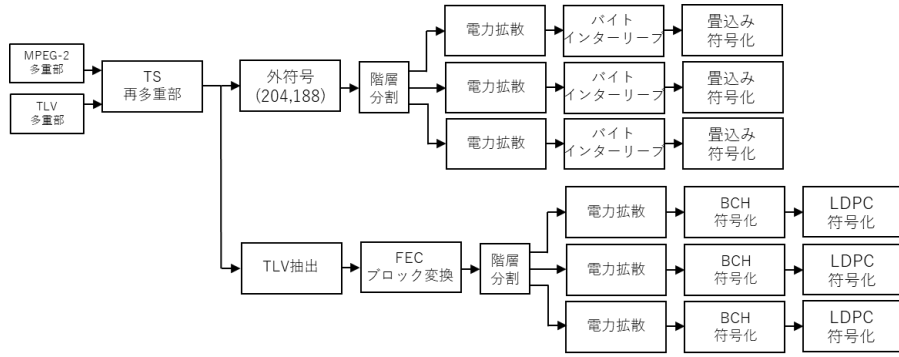 MPEG-2
多重部
TLV
多重部
TS
再多重部
外符号
(204,188)
階層
分割
電力拡散
バイト
インターリーブ
畳込み
符号化
電力拡散
バイト
インターリーブ
畳込み
符号化
電力拡散
バイト
インターリーブ
畳込み
符号化
TLV抽出
FEC
ブロック変換
階層
分割
電力拡散
BCH
符号化
LDPC
符号化
電力拡散
BCH
符号化
LDPC
符号化
電力拡散
BCH
符号化
LDPC
符号化